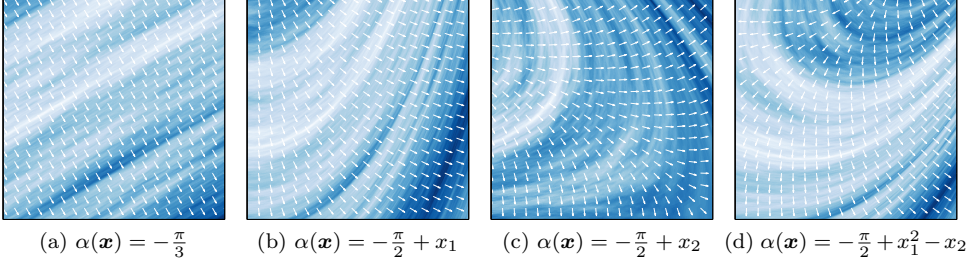 (a) α(𝒙) = −π/3
(b) α(𝒙) = −π/2 + x₁
(c) α(𝒙) = −π/2 + x₂
(d) α(𝒙) = −π/2 + x₁² − x₂